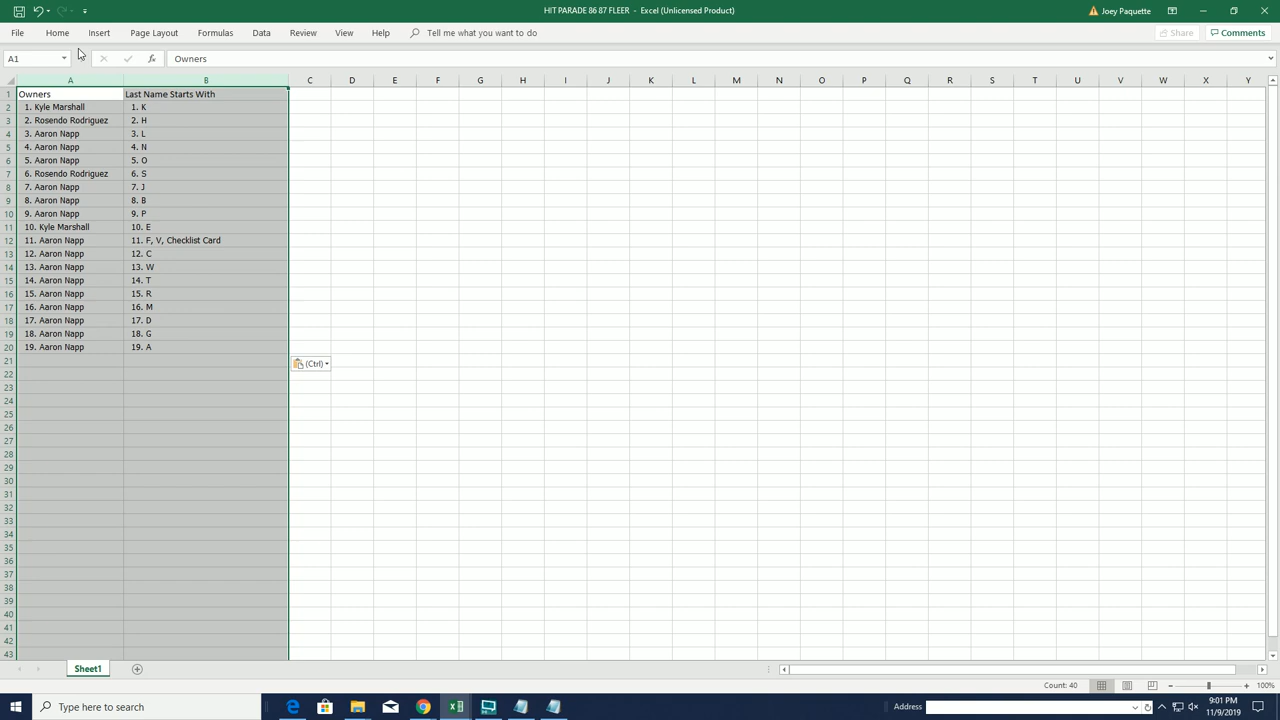 HIT PARADE 86 87 FLEER - Excel (Unlicensed Product)
Joey Paquette
File Home Insert Page Layout Formulas Data Review View Help Tell me what you want to do Share Comments
A1 fx Owners
A B C D E F G H I J K L M N O P Q R S T U V W X Y
1 Owners Last Name Starts With
2 1. Kyle Marshall 1. K
3 2. Rosendo Rodriguez 2. H
4 3. Aaron Napp 3. L
5 4. Aaron Napp 4. N
6 5. Aaron Napp 5. O
7 6. Rosendo Rodriguez 6. S
8 7. Aaron Napp 7. J
9 8. Aaron Napp 8. B
10 9. Aaron Napp 9. P
11 10. Kyle Marshall 10. E
12 11. Aaron Napp 11. F, V, Checklist Card
13 12. Aaron Napp 12. C
14 13. Aaron Napp 13. W
15 14. Aaron Napp 14. T
16 15. Aaron Napp 15. R
17 16. Aaron Napp 16. M
18 17. Aaron Napp 17. D
19 18. Aaron Napp 18. G
20 19. Aaron Napp 19. A
21 (Ctrl)
22
23
24
25
26
27
28
29
30
31
32
33
34
35
36
37
38
39
40
41
42
43
Sheet1
Count: 40 100%
Type here to search Address 9:01 PM
11/9/2019